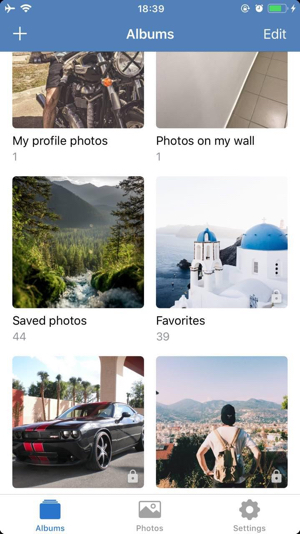 18:39
Albums
Edit
My profile photos
1
Photos on my wall
1
Saved photos
44
Favorites
39
Albums
Photos
Settings